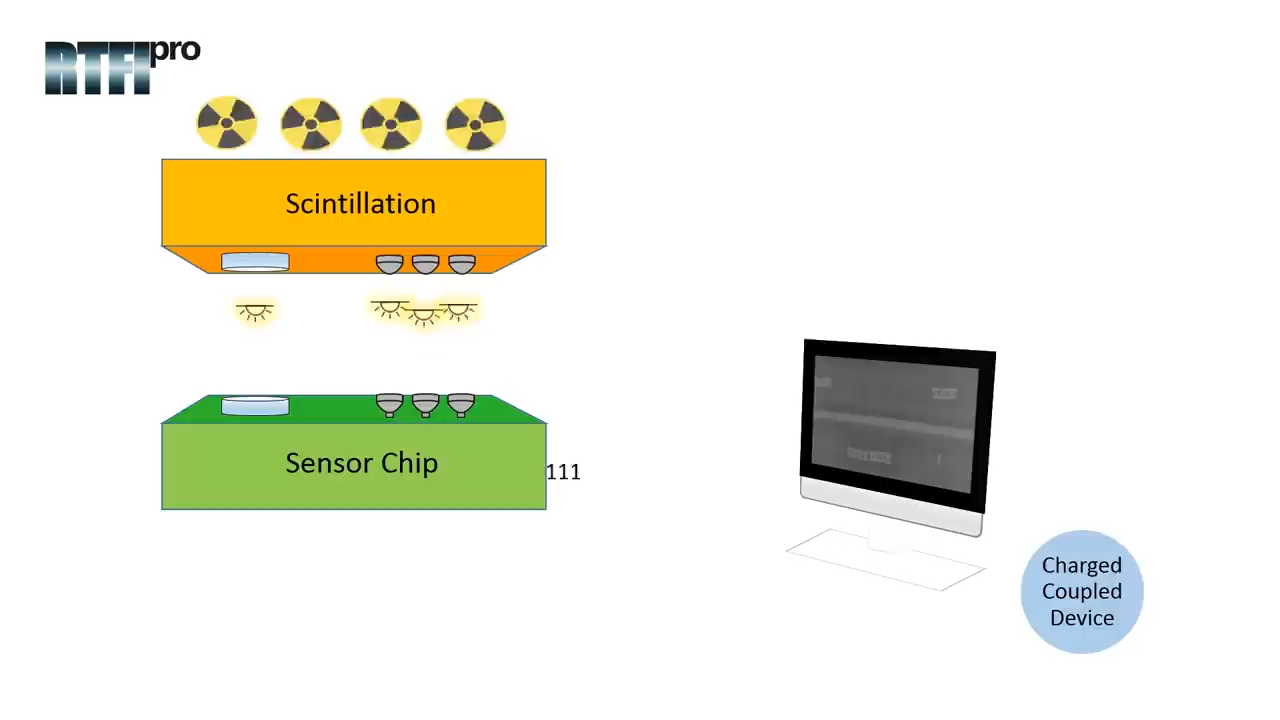 RTFI pro
Scintillation
Sensor Chip
111
Charged
Coupled
Device